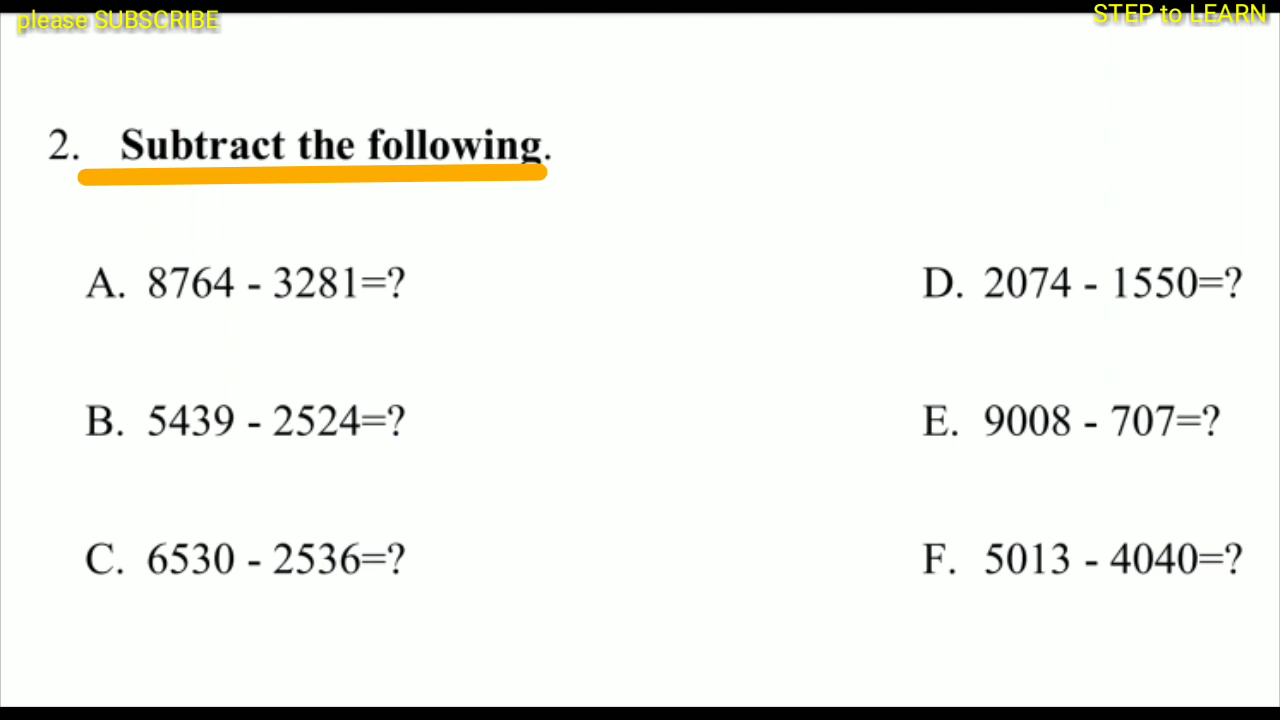 please SUBSCRIBE
STEP to LEARN
2. Subtract the following.
A. 8764 - 3281=?
D. 2074 - 1550=?
B. 5439 - 2524=?
E. 9008 - 707=?
C. 6530 - 2536=?
F. 5013 - 4040=?